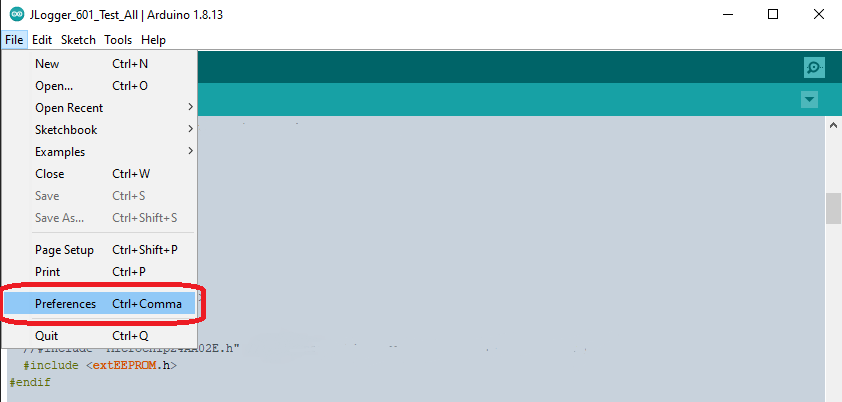 JLogger_601_Test_All | Arduino 1.8.13
File Edit Sketch Tools Help
New Ctrl+N
Open... Ctrl+O
Open Recent
Sketchbook
Examples
Close Ctrl+W
Save Ctrl+S
Save As... Ctrl+Shift+S
Page Setup Ctrl+Shift+P
Print Ctrl+P
Preferences Ctrl+Comma
Quit Ctrl+Q
//#include "Microchip24AA02E.h"
#include <extEEPROM.h>
#endif